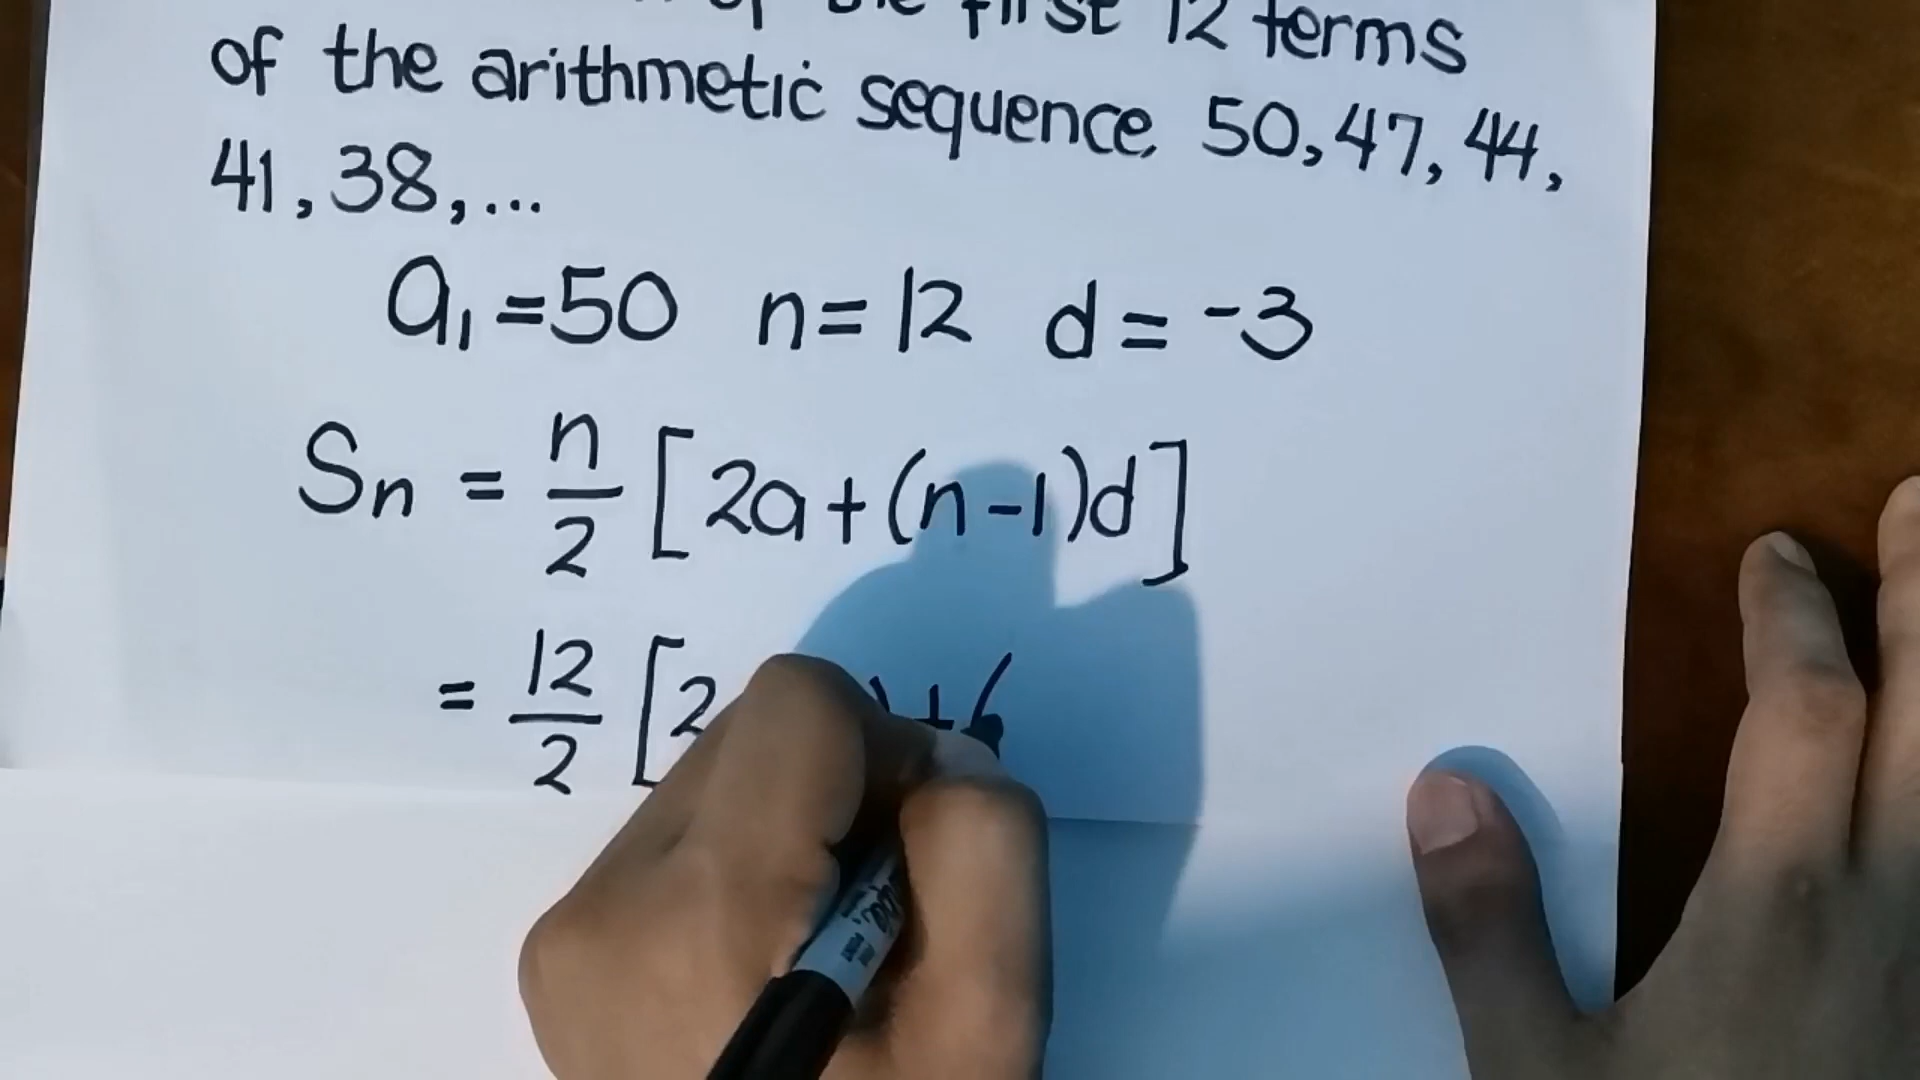 the first 12 terms
of the arithmetic sequence, 50, 47, 44,
41, 38, ...
a₁ = 50 n = 12 d = -3
Sn = n/2 [2a + (n-1)d]
= 12/2 [2 ) + (